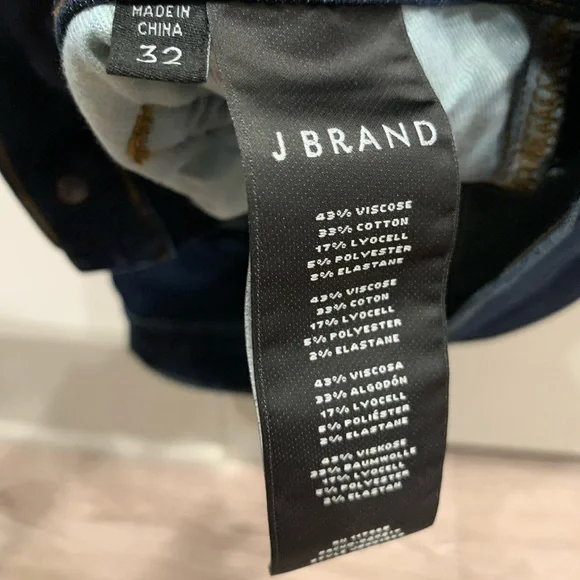 MADE IN
CHINA
32
J BRAND
43% VISCOSE
33% COTTON
17% LYOCELL
5% POLYESTER
2% ELASTANE
43% VISCOSE
33% COTON
17% LYOCELL
5% POLYESTER
2% ELASTANE
43% VISCOSA
33% ALGODÓN
17% LYOCELL
5% POLIÉSTER
2% ELASTANE
43% VISKOSE
33% BAUMWOLLE
17% LYOCELL
5% POLYESTER
2% ELASTAN